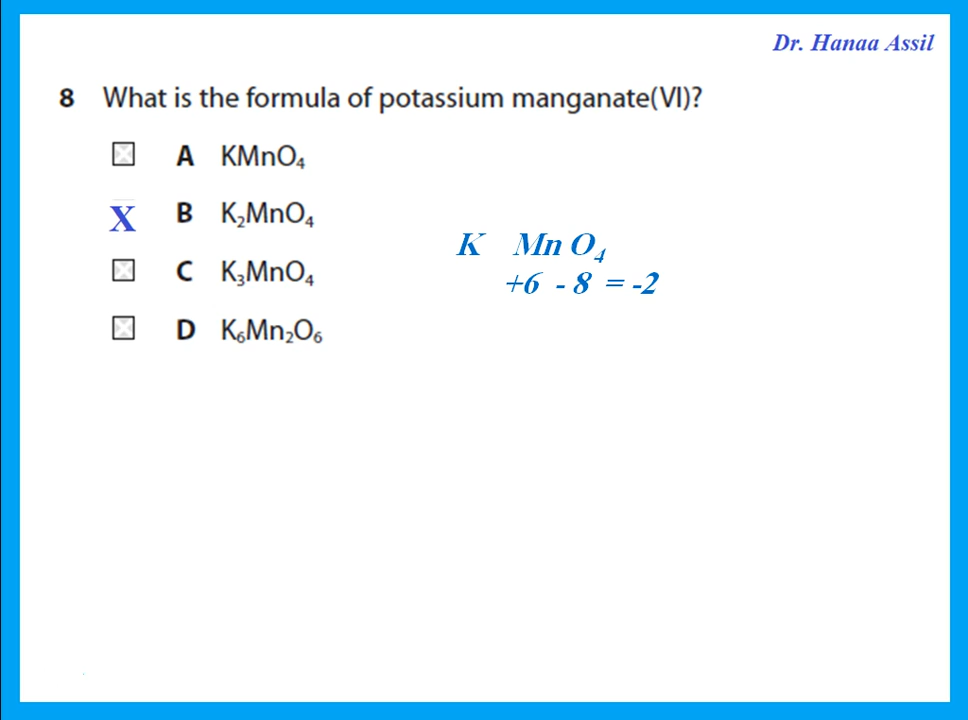 Dr. Hanaa Assil
8 What is the formula of potassium manganate(VI)?
A KMnO₄
X B K₂MnO₄
K Mn O₄
+6 - 8 = -2
C K₃MnO₄
D K₆Mn₂O₆